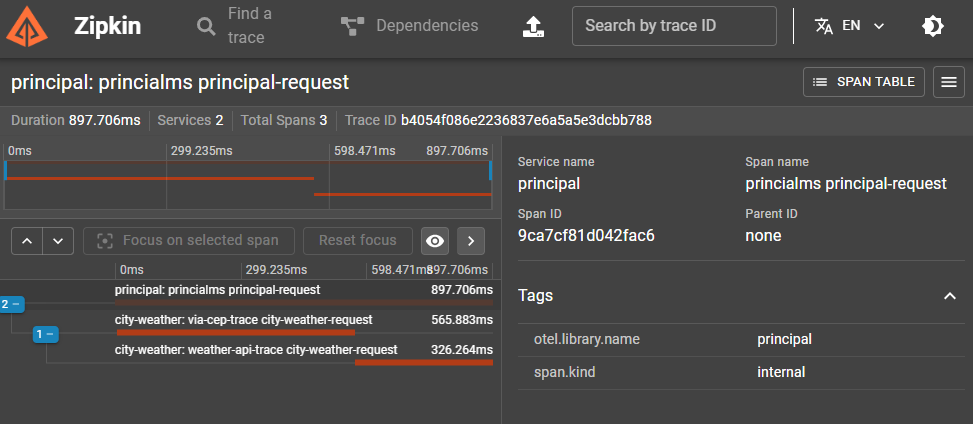 Zipkin
Find a
trace
Dependencies
Search by trace ID
EN
principal: princialms principal-request
SPAN TABLE
Duration 897.706ms Services 2 Total Spans 3 Trace ID b4054f086e2236837e6a5a5e3dcbb788
0ms 299.235ms 598.471ms 897.706ms
Focus on selected span Reset focus
0ms 299.235ms 598.471ms 897.706ms
principal: princialms principal-request 897.706ms
2 −
city-weather: via-cep-trace city-weather-request 565.883ms
1 −
city-weather: weather-api-trace city-weather-request 326.264ms
Service name Span name
principal princialms principal-request
Span ID Parent ID
9ca7cf81d042fac6 none
Tags
otel.library.name principal
span.kind internal